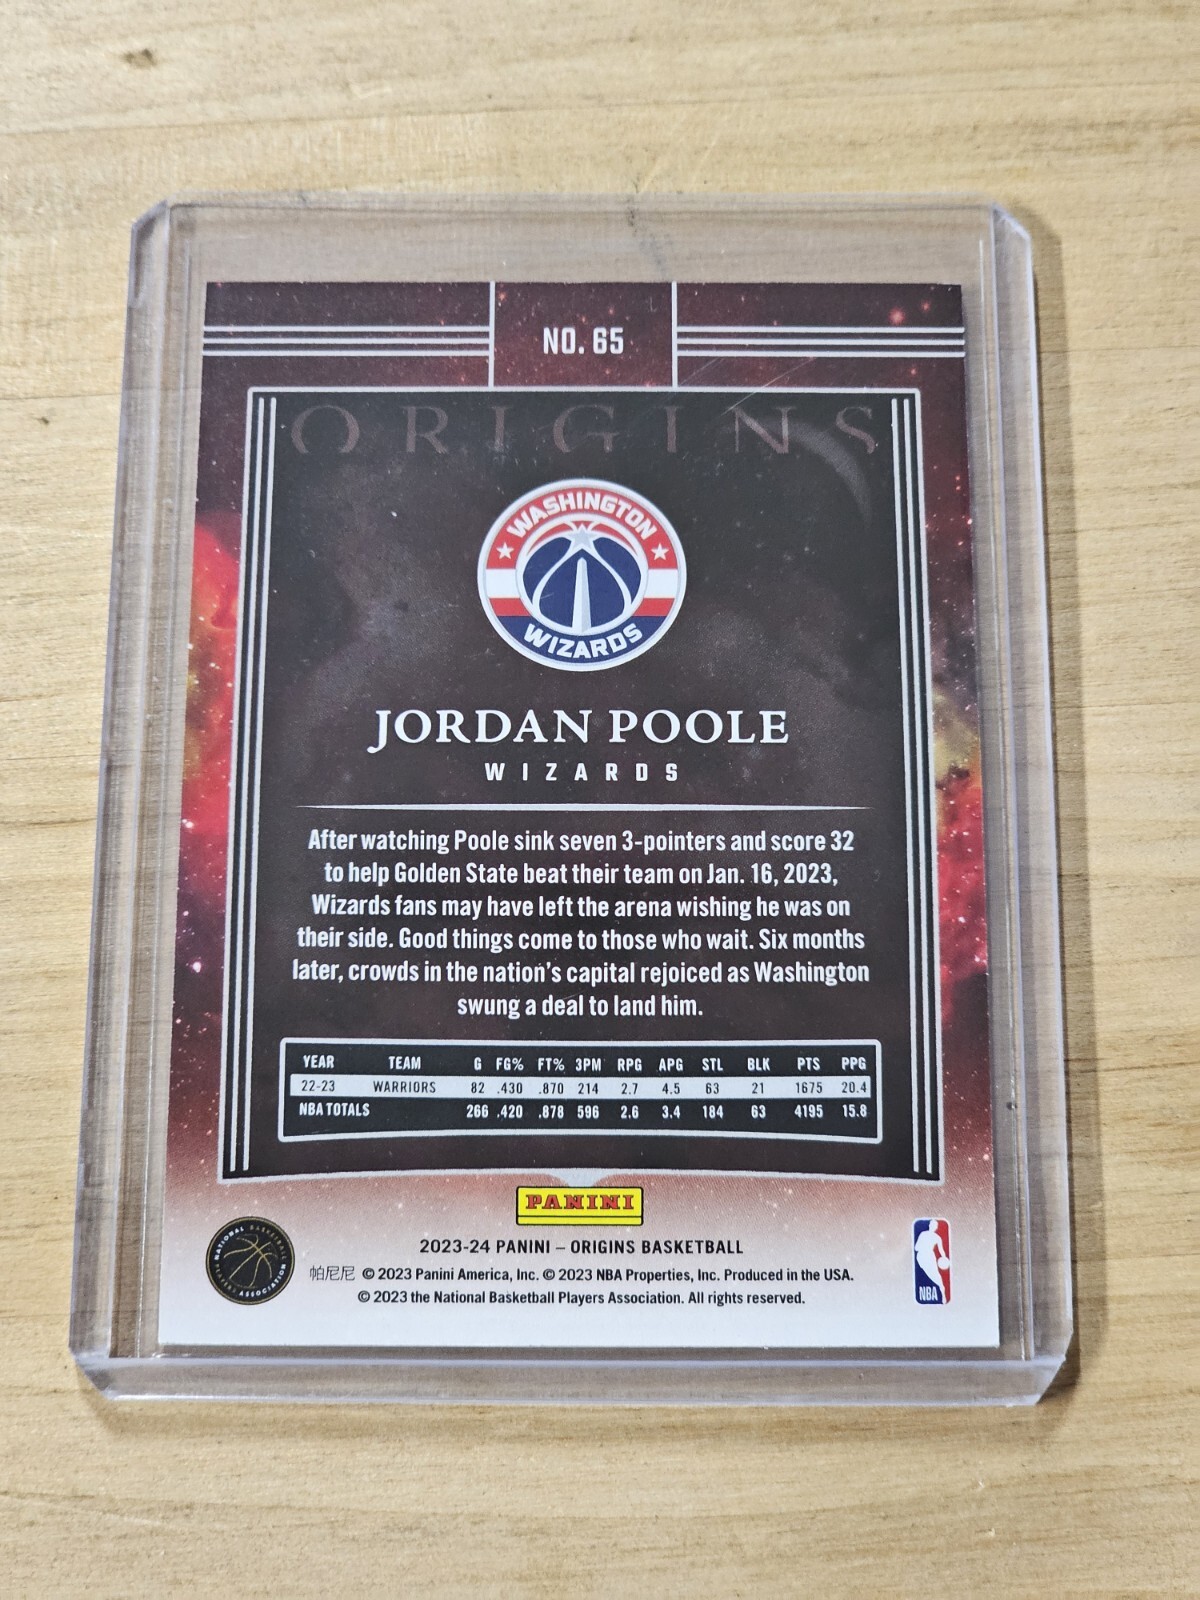 NO. 65
ORIGINS
WASHINGTON
WIZARDS
JORDAN POOLE
WIZARDS
After watching Poole sink seven 3-pointers and score 32
to help Golden State beat their team on Jan. 16, 2023,
Wizards fans may have left the arena wishing he was on
their side. Good things come to those who wait. Six months
later, crowds in the nation's capital rejoiced as Washington
swung a deal to land him.
YEAR TEAM G FG% FT% 3PM RPG APG STL BLK PTS PPG
22-23 WARRIORS 82 .430 .870 214 2.7 4.5 63 21 1675 20.4
NBA TOTALS 266 .420 .878 596 2.6 3.4 184 63 4195 15.8
PANINI
2023-24 PANINI – ORIGINS BASKETBALL
帕尼尼 © 2023 Panini America, Inc. © 2023 NBA Properties, Inc. Produced in the USA.
© 2023 the National Basketball Players Association. All rights reserved.
NATIONAL BASKETBALL
PLAYERS ASSOCIATION
NBA